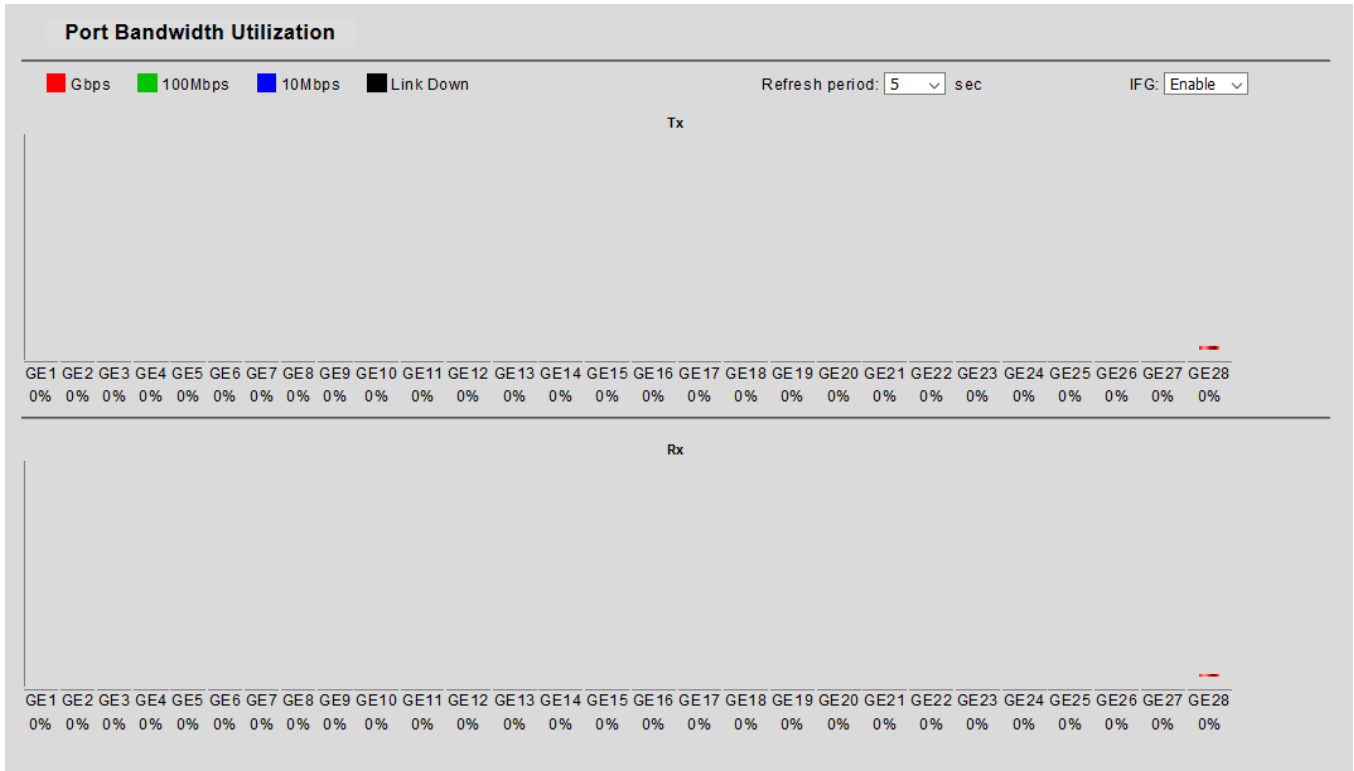 Port Bandwidth Utilization
Gbps 100Mbps 10Mbps Link Down Refresh period: 5 sec IFG: Enable
Tx
GE1 GE2 GE3 GE4 GE5 GE6 GE7 GE8 GE9 GE10 GE11 GE12 GE13 GE14 GE15 GE16 GE17 GE18 GE19 GE20 GE21 GE22 GE23 GE24 GE25 GE26 GE27 GE28
0% 0% 0% 0% 0% 0% 0% 0% 0% 0% 0% 0% 0% 0% 0% 0% 0% 0% 0% 0% 0% 0% 0% 0% 0% 0% 0% 0%
Rx
GE1 GE2 GE3 GE4 GE5 GE6 GE7 GE8 GE9 GE10 GE11 GE12 GE13 GE14 GE15 GE16 GE17 GE18 GE19 GE20 GE21 GE22 GE23 GE24 GE25 GE26 GE27 GE28
0% 0% 0% 0% 0% 0% 0% 0% 0% 0% 0% 0% 0% 0% 0% 0% 0% 0% 0% 0% 0% 0% 0% 0% 0% 0% 0% 0%